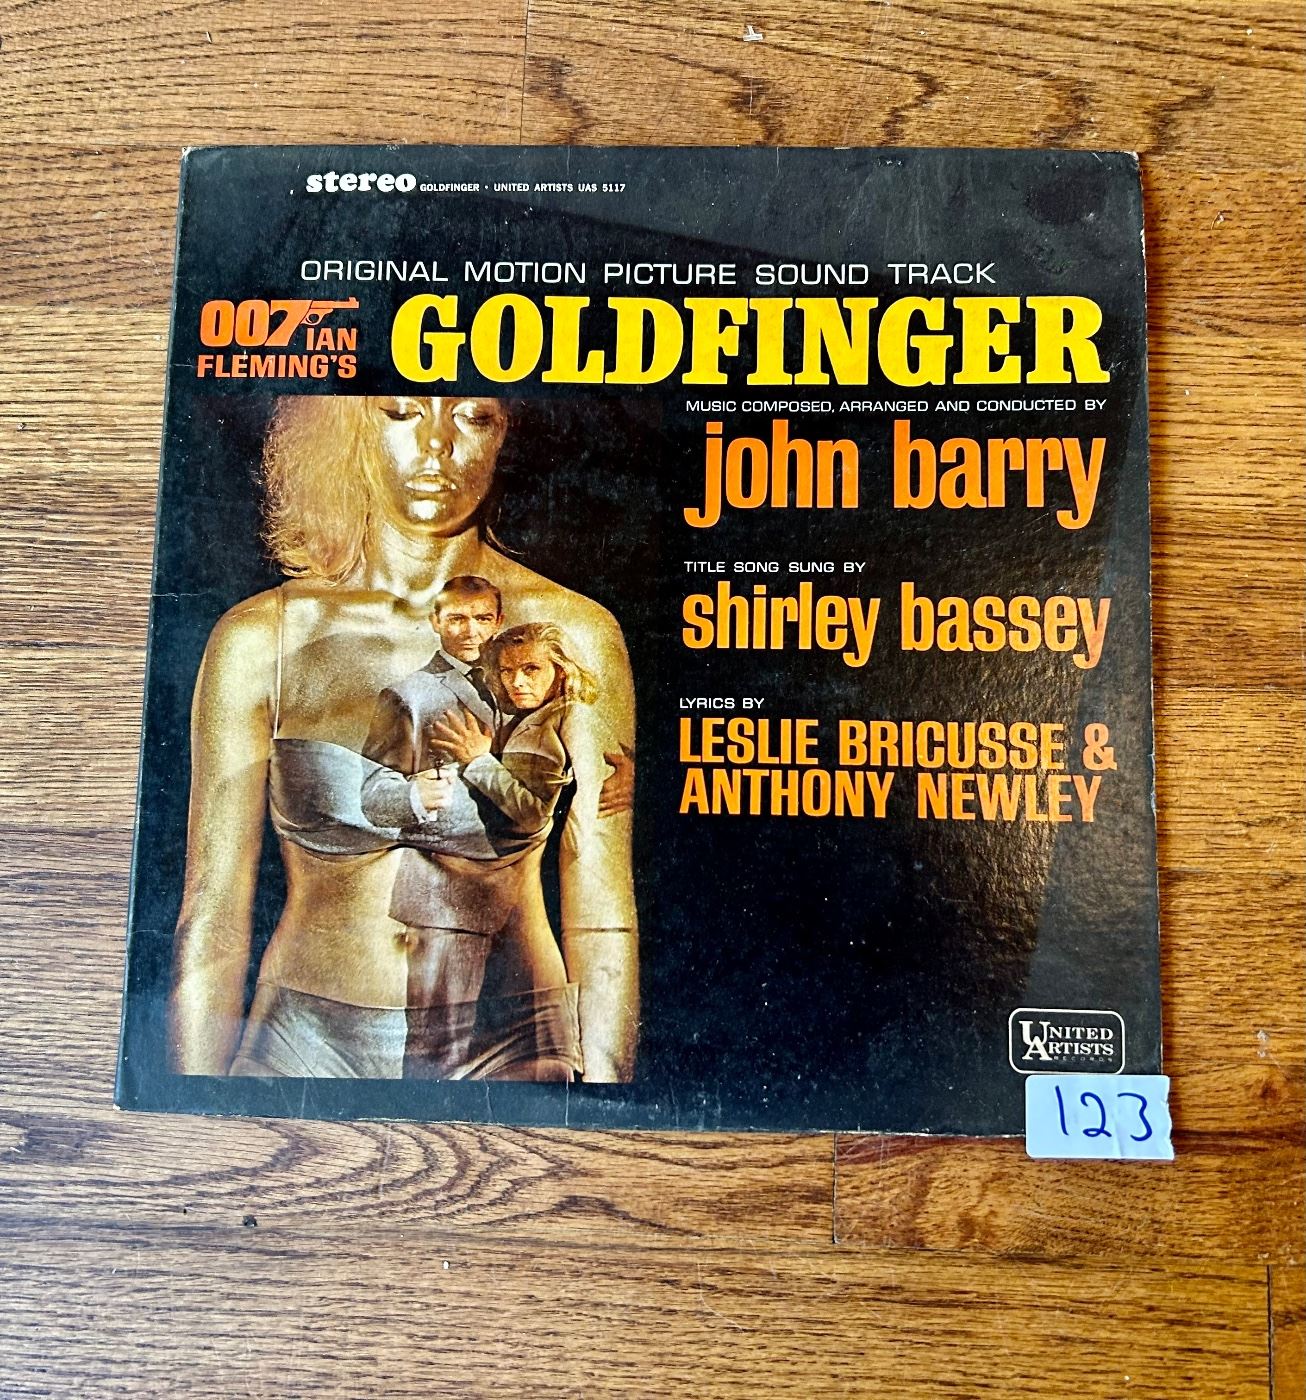 stereo GOLDFINGER • UNITED ARTISTS UAS 5117
ORIGINAL MOTION PICTURE SOUND TRACK
007
IAN
FLEMING'S
GOLDFINGER
MUSIC COMPOSED, ARRANGED AND CONDUCTED BY
john barry
TITLE SONG SUNG BY
shirley bassey
LYRICS BY
LESLIE BRICUSSE &
ANTHONY NEWLEY
UNITED
ARTISTS
RECORDS
123